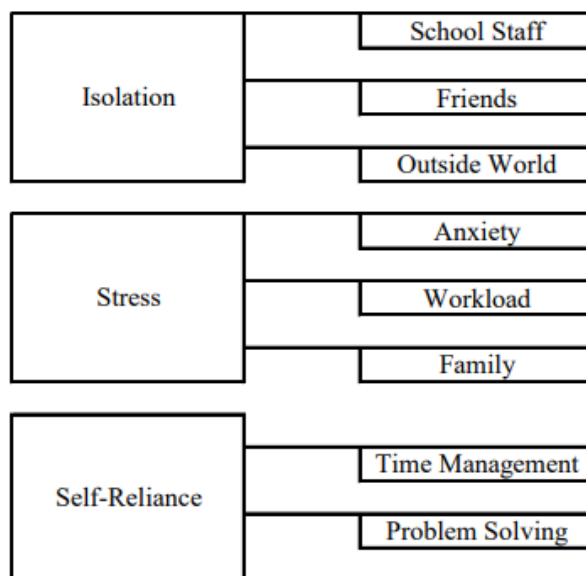 Isolation
School Staff
Friends
Outside World
Stress
Anxiety
Workload
Family
Self-Reliance
Time Management
Problem Solving